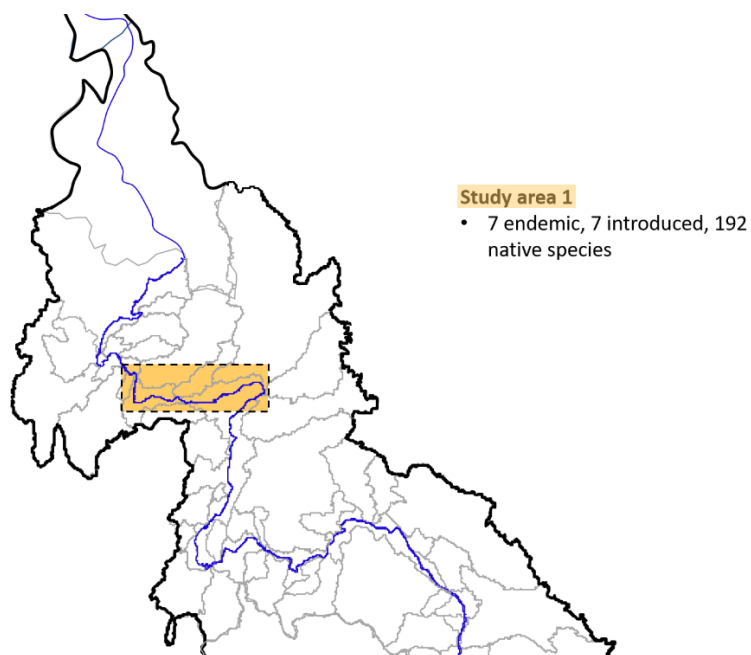 Study area 1
• 7 endemic, 7 introduced, 192
native species